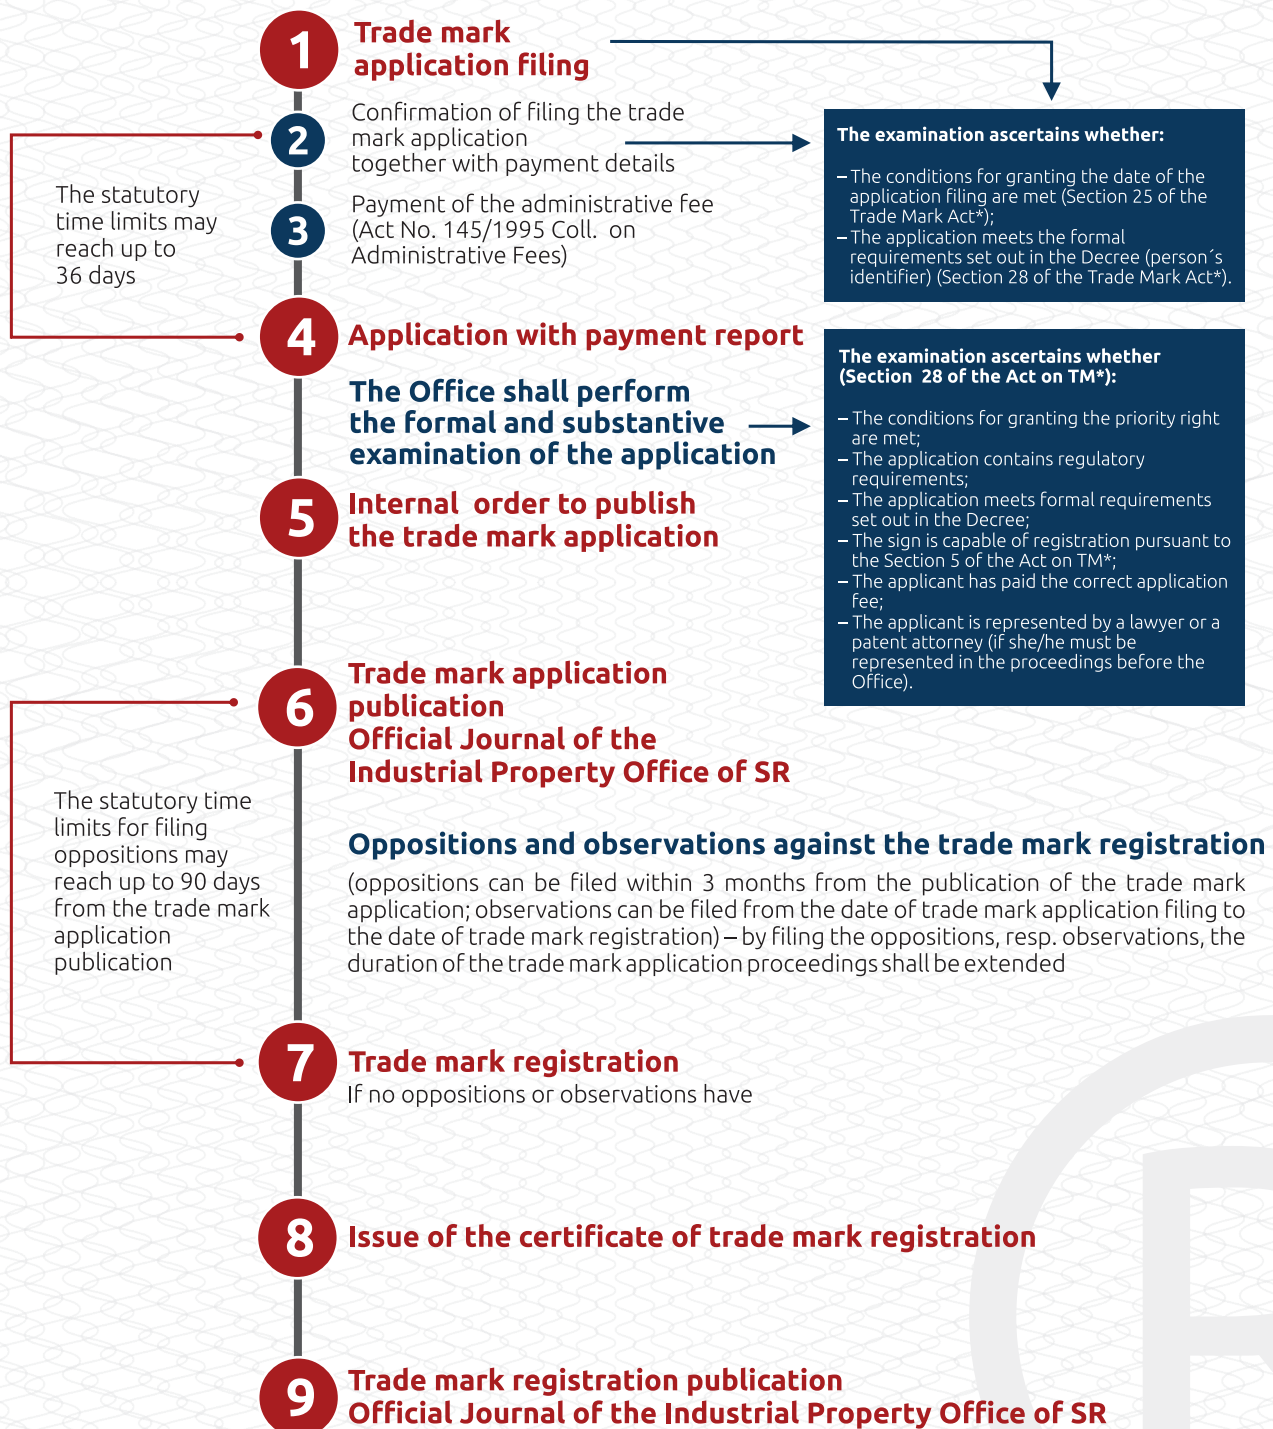 1
Trade mark
application filing
2
Confirmation of filing the trade
mark application
together with payment details
The examination ascertains whether:
– The conditions for granting the date of the
application filing are met (Section 25 of the
Trade Mark Act*);
– The application meets the formal
requirements set out in the Decree (person´s
identifier) (Section 28 of the Trade Mark Act*).
The statutory
time limits may
reach up to
36 days
3
Payment of the administrative fee
(Act No. 145/1995 Coll. on
Administrative Fees)
4
Application with payment report
The Office shall perform
the formal and substantive
examination of the application
The examination ascertains whether
(Section 28 of the Act on TM*):
– The conditions for granting the priority right
are met;
– The application contains regulatory
requirements;
– The application meets formal requirements
set out in the Decree;
– The sign is capable of registration pursuant to
the Section 5 of the Act on TM*;
– The applicant has paid the correct application
fee;
– The applicant is represented by a lawyer or a
patent attorney (if she/he must be
represented in the proceedings before the
Office).
5
Internal order to publish
the trade mark application
6
Trade mark application
publication
Official Journal of the
Industrial Property Office of SR
The statutory time
limits for filing
oppositions may
reach up to 90 days
from the trade mark
application
publication
Oppositions and observations against the trade mark registration
(oppositions can be filed within 3 months from the publication of the trade mark
application; observations can be filed from the date of trade mark application filing to
the date of trade mark registration) – by filing the oppositions, resp. observations, the
duration of the trade mark application proceedings shall be extended
7
Trade mark registration
If no oppositions or observations have
8
Issue of the certificate of trade mark registration
9
Trade mark registration publication
Official Journal of the Industrial Property Office of SR